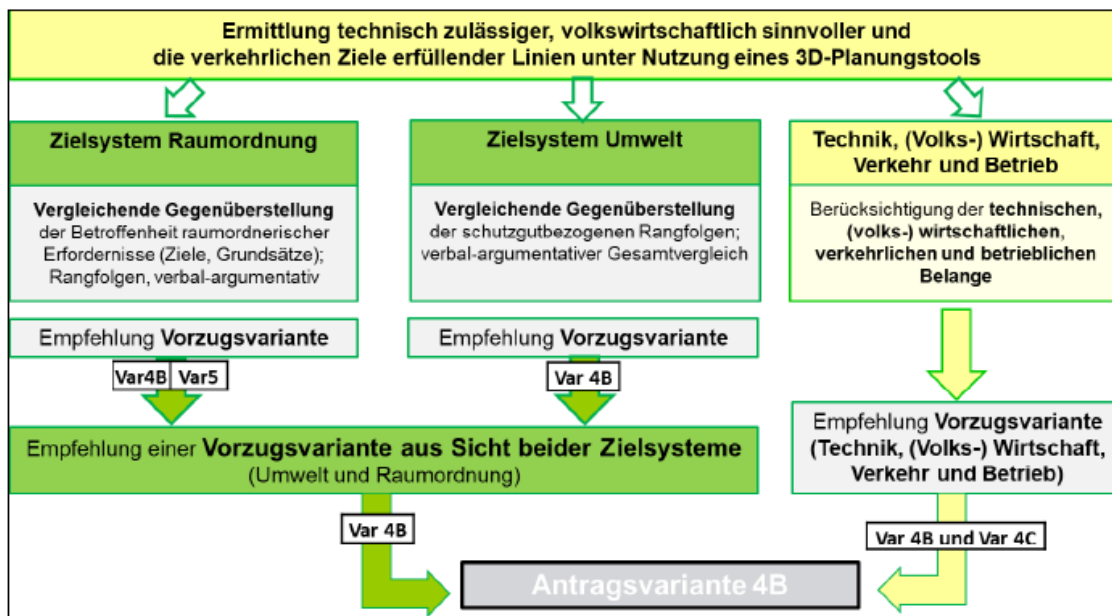 Ermittlung technisch zulässiger, volkswirtschaftlich sinnvoller und
die verkehrlichen Ziele erfüllender Linien unter Nutzung eines 3D-Planungstools
Zielsystem Raumordnung
Vergleichende Gegenüberstellung
der Betroffenheit raumordnerischer
Erfordernisse (Ziele, Grundsätze);
Rangfolgen, verbal-argumentativ
Empfehlung Vorzugsvariante
Var4B Var5
Zielsystem Umwelt
Vergleichende Gegenüberstellung
der schutzgutbezogenen Rangfolgen;
verbal-argumentativer Gesamtvergleich
Empfehlung Vorzugsvariante
Var 4B
Technik, (Volks-) Wirtschaft,
Verkehr und Betrieb
Berücksichtigung der technischen,
(volks-) wirtschaftlichen,
verkehrlichen und betrieblichen
Belange
Empfehlung einer Vorzugsvariante aus Sicht beider Zielsysteme
(Umwelt und Raumordnung)
Var 4B
Empfehlung Vorzugsvariante
(Technik, (Volks-) Wirtschaft,
Verkehr und Betrieb)
Var 4B und Var 4C
Antragsvariante 4B